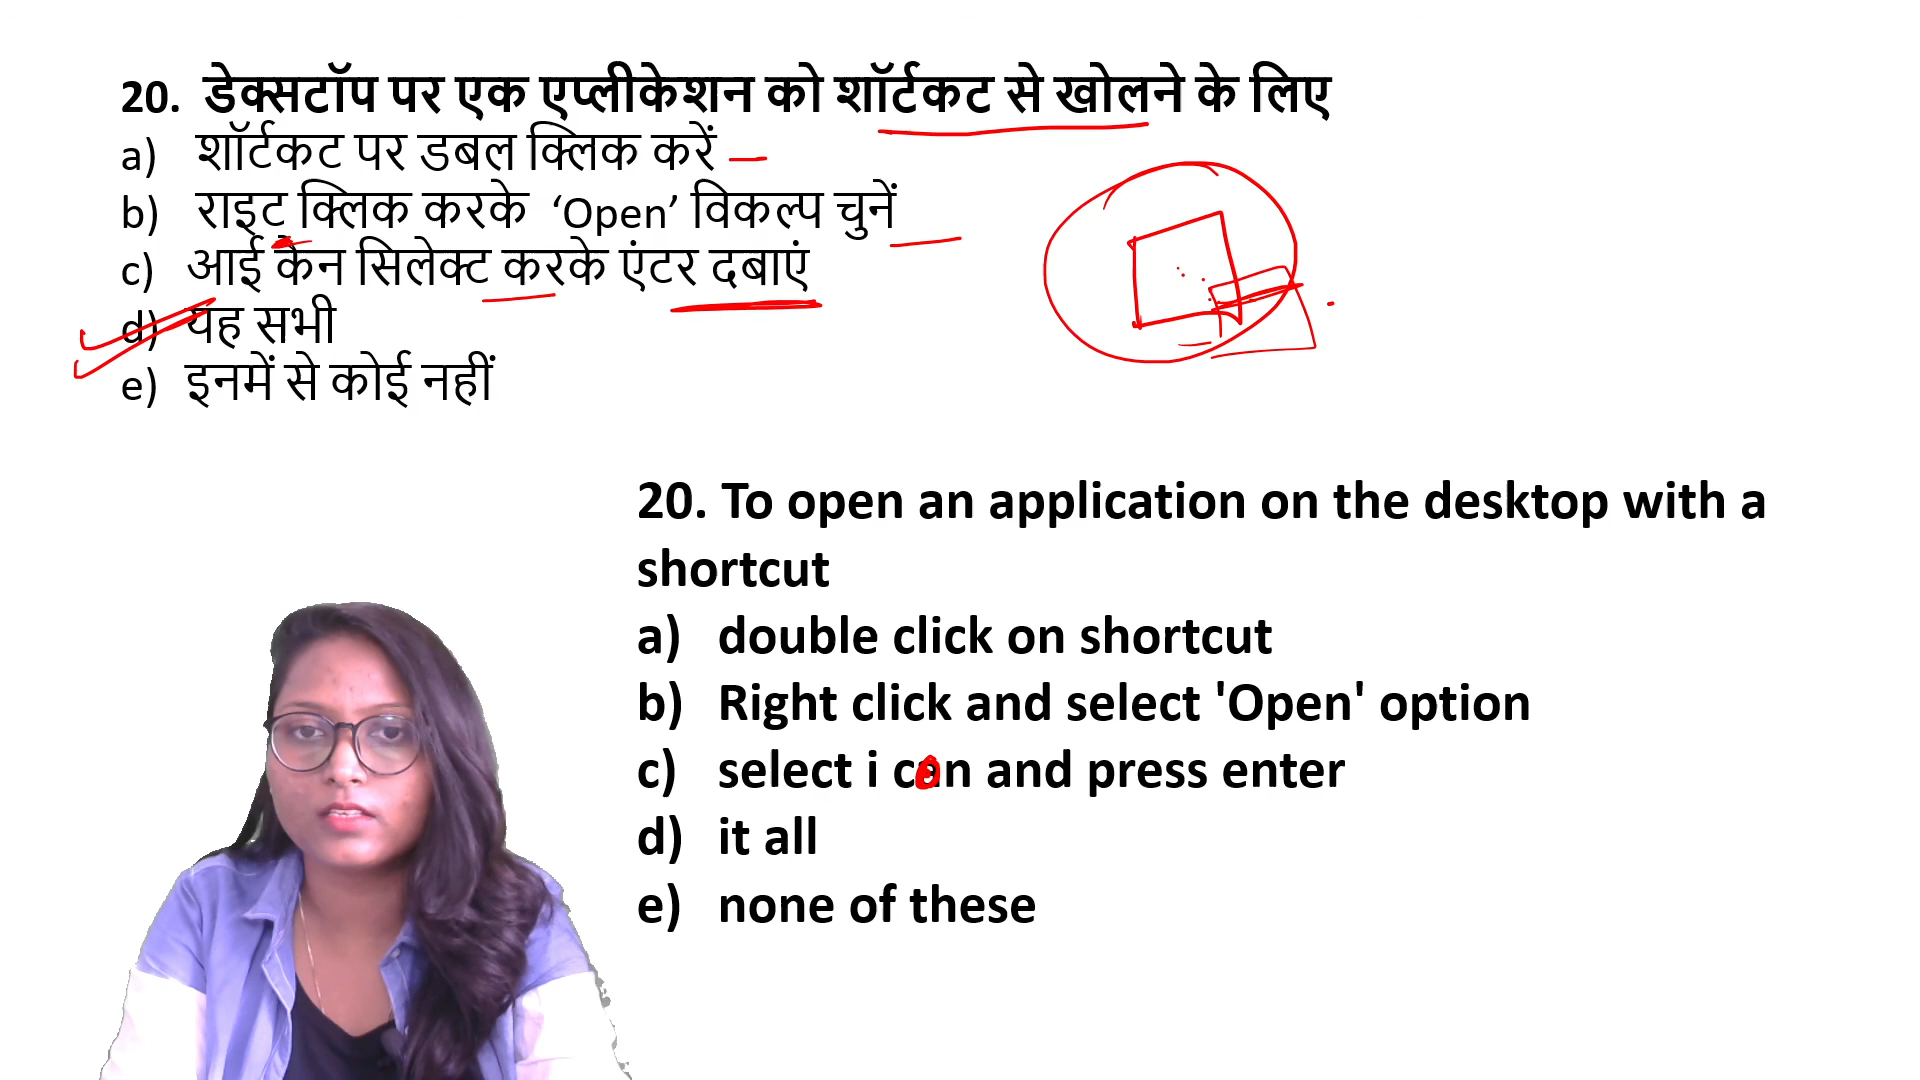 20. डेक्सटॉप पर एक एप्लीकेशन को शॉर्टकट से खोलने के लिए
a) शॉर्टकट पर डबल क्लिक करें
b) राइट क्लिक करके ‘Open’ विकल्प चुनें
c) आई कैन सिलेक्ट करके एंटर दबाएं
d) यह सभी
e) इनमें से कोई नहीं
20. To open an application on the desktop with a
shortcut
a) double click on shortcut
b) Right click and select 'Open' option
c) select i con and press enter
d) it all
e) none of these